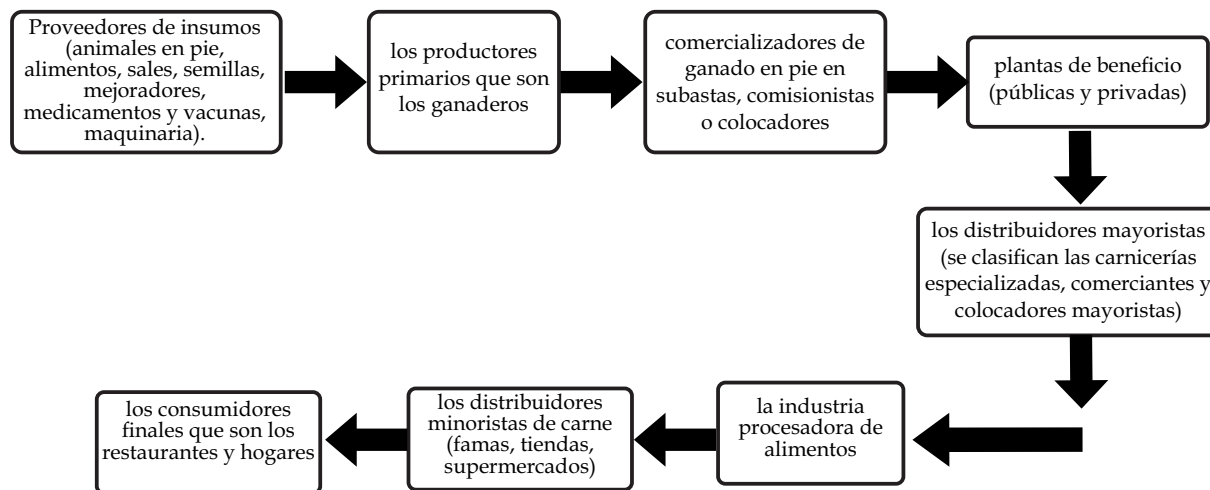 Proveedores de insumos
(animales en pie,
alimentos, sales, semillas,
mejoradores,
medicamentos y vacunas,
maquinaria).
los productores
primarios que son
los ganaderos
comercializadores de
ganado en pie en
subastas, comisionistas
o colocadores
plantas de beneficio
(públicas y privadas)
los distribuidores mayoristas
(se clasifican las carnicerías
especializadas, comerciantes y
colocadores mayoristas)
la industria
procesadora de
alimentos
los distribuidores
minoristas de carne
(famas, tiendas,
supermercados)
los consumidores
finales que son los
restaurantes y hogares